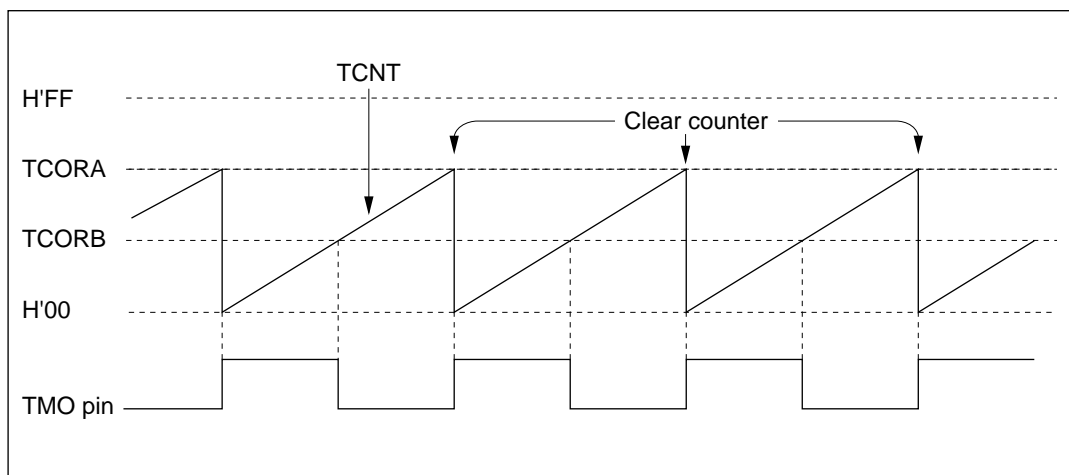 TCNT
H'FF
Clear counter
TCORA
TCORB
H'00
TMO pin